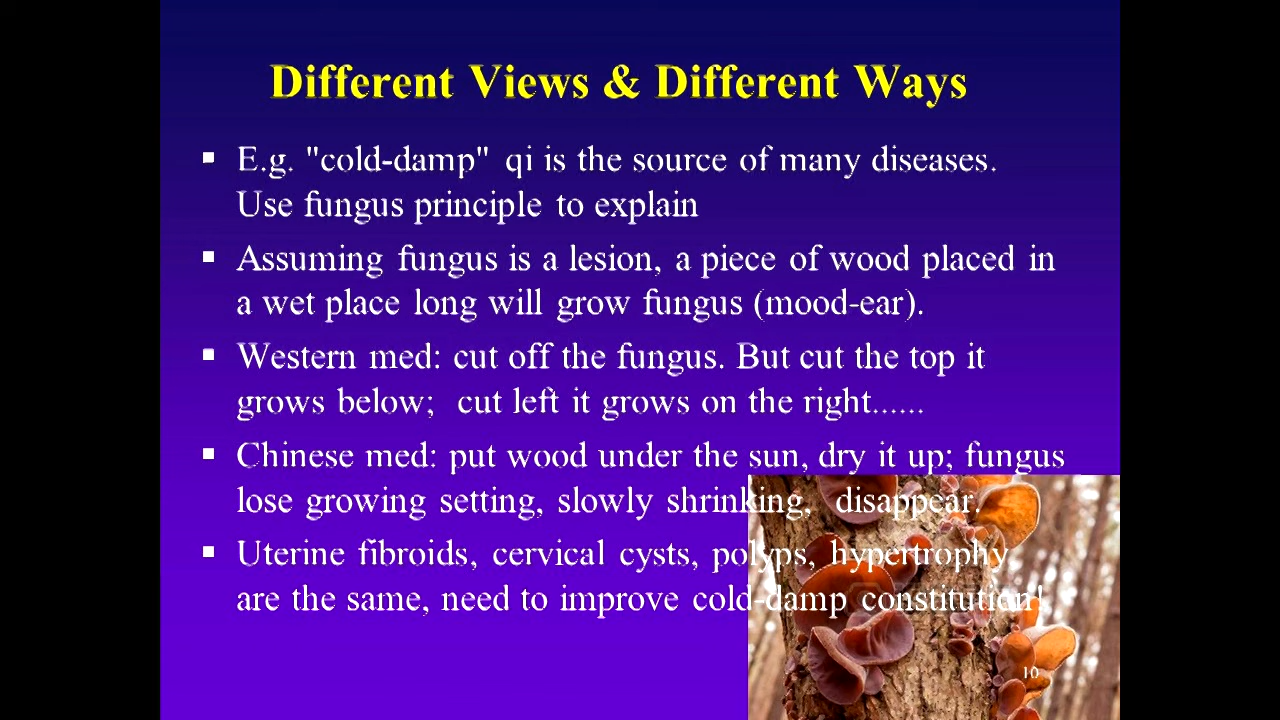 Different Views & Different Ways
▪ E.g. "cold-damp" qi is the source of many diseases.
Use fungus principle to explain
▪ Assuming fungus is a lesion, a piece of wood placed in
a wet place long will grow fungus (mood-ear).
▪ Western med: cut off the fungus. But cut the top it
grows below; cut left it grows on the right......
▪ Chinese med: put wood under the sun, dry it up; fungus
lose growing setting, slowly shrinking, disappear.
▪ Uterine fibroids, cervical cysts, polyps, hypertrophy
are the same, need to improve cold-damp constitution!
10